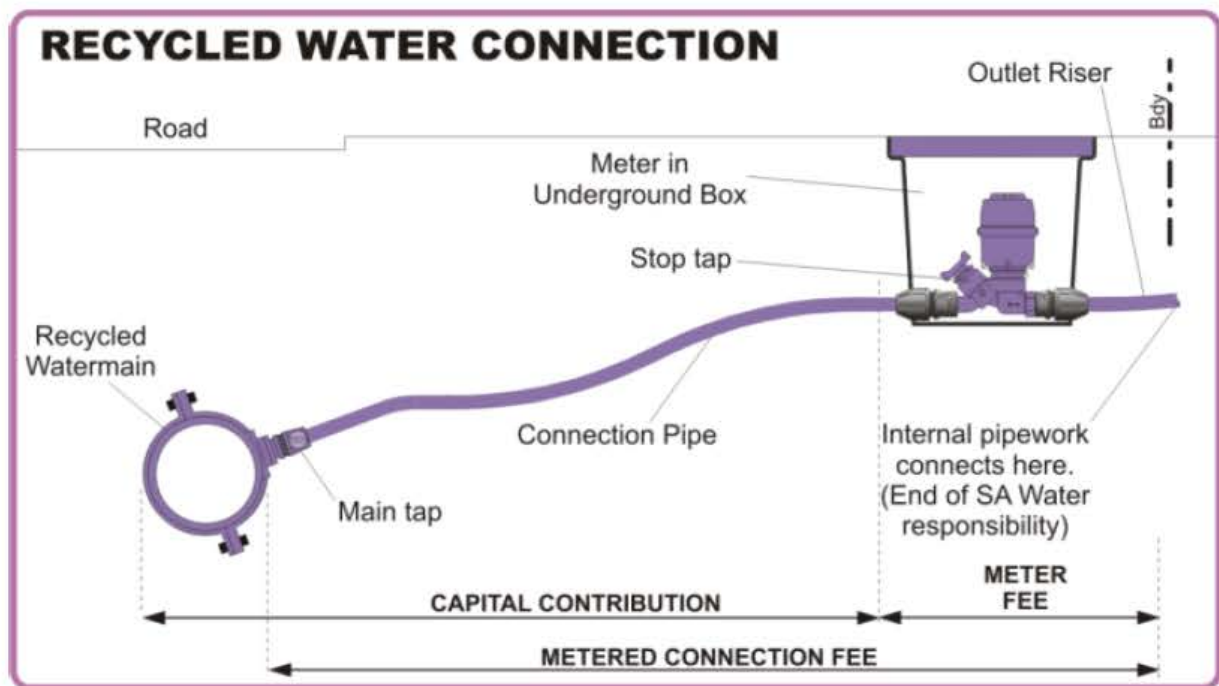 RECYCLED WATER CONNECTION
Outlet Riser
Bdy
Road
Meter in
Underground Box
Stop tap
Recycled
Watermain
Connection Pipe
Internal pipework
connects here.
(End of SA Water
responsibility)
Main tap
METER
FEE
CAPITAL CONTRIBUTION
METERED CONNECTION FEE